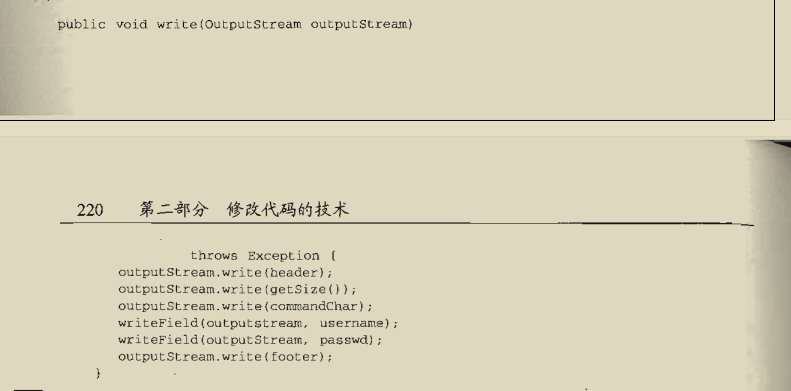 public void write(OutputStream outputStream)
220 第二部分 修改代码的技术
throws Exception {
outputStream.write(header);
outputStream.write(getSize());
outputStream.write(commandChar);
writeField(outputstream, username);
writeField(outputStream, passwd);
outputStream.write(footer);
}